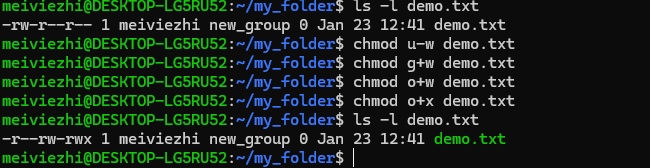 meiviezhi@DESKTOP-LG5RU52:~/my_folder$ ls -l demo.txt
-rw-r--r-- 1 meiviezhi new_group 0 Jan 23 12:41 demo.txt
meiviezhi@DESKTOP-LG5RU52:~/my_folder$ chmod u-w demo.txt
meiviezhi@DESKTOP-LG5RU52:~/my_folder$ chmod g+w demo.txt
meiviezhi@DESKTOP-LG5RU52:~/my_folder$ chmod o+w demo.txt
meiviezhi@DESKTOP-LG5RU52:~/my_folder$ chmod o+x demo.txt
meiviezhi@DESKTOP-LG5RU52:~/my_folder$ ls -l demo.txt
-r--rw-rwx 1 meiviezhi new_group 0 Jan 23 12:41 demo.txt
meiviezhi@DESKTOP-LG5RU52:~/my_folder$